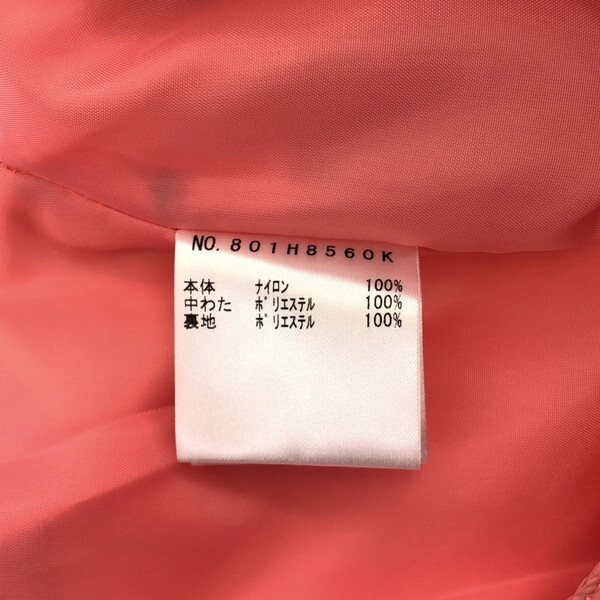 NO. 801H8560K
本体 ナイロン 100%
中わた ポリエステル 100%
裏地 ポリエステル 100%